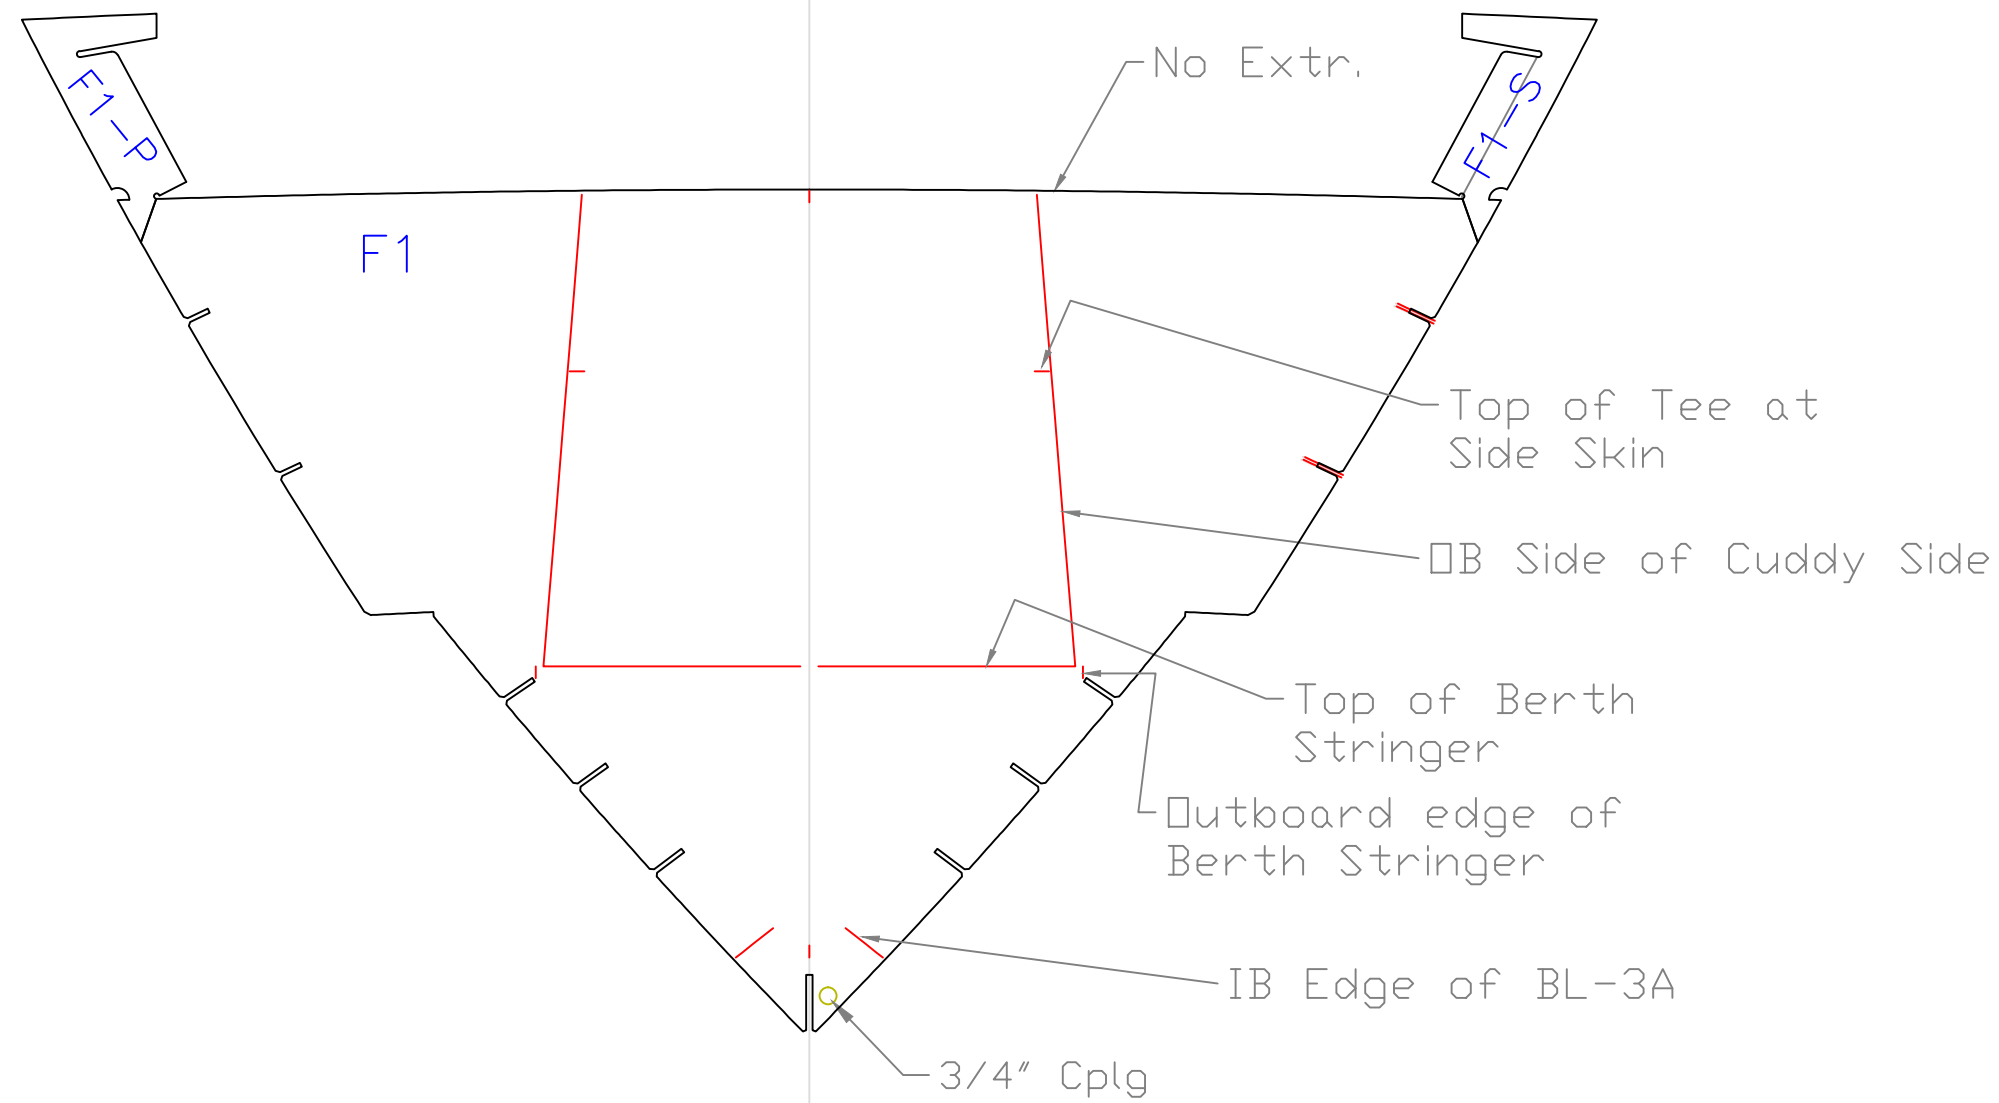 No Extr.
F1-P
F1-S
F1
Top of Tee at
Side Skin
OB Side of Cuddy Side
Top of Berth
Stringer
Outboard edge of
Berth Stringer
IB Edge of BL-3A
3/4" Cplg